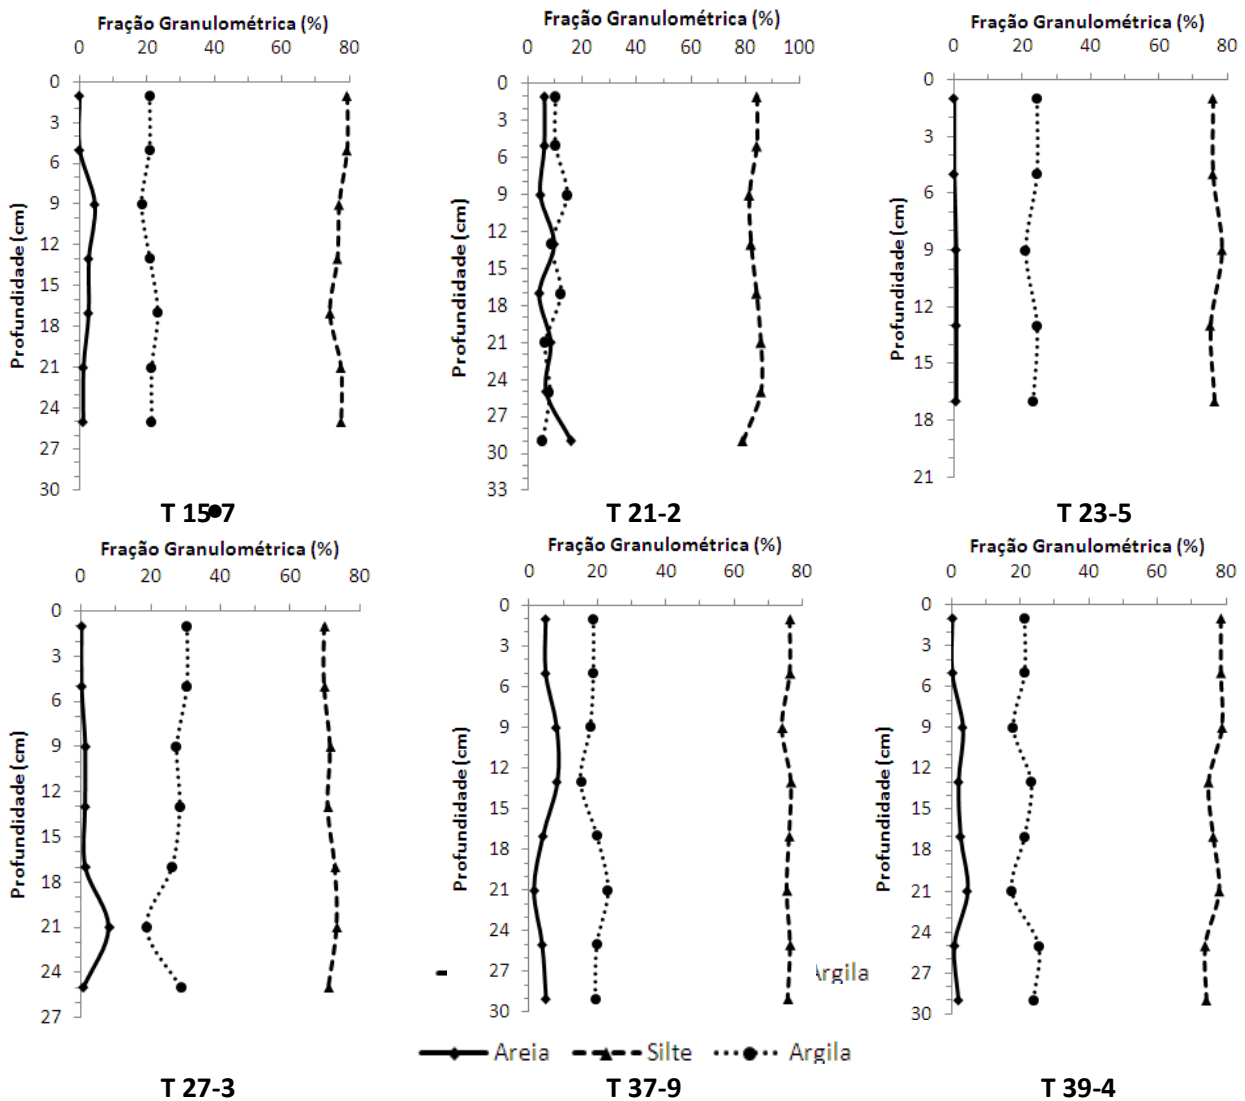 Fração Granulométrica (%)
0 20 40 60 80
0
3
6
9
12
15
18
21
24
27
30
Profundidade (cm)
T 15-7
Fração Granulométrica (%)
0 20 40 60 80 100
0
3
6
9
12
15
18
21
24
27
30
33
Profundidade (cm)
T 21-2
Fração Granulométrica (%)
0 20 40 60 80
0
3
6
9
12
15
18
21
Profundidade (cm)
T 23-5
Fração Granulométrica (%)
0 20 40 60 80
0
3
6
9
12
15
18
21
24
27
Profundidade (cm)
T 27-3
Fração Granulométrica (%)
0 20 40 60 80
0
3
6
9
12
15
18
21
24
27
30
Profundidade (cm)
T 37-9
Fração Granulométrica (%)
0 20 40 60 80
0
3
6
9
12
15
18
21
24
27
30
Profundidade (cm)
T 39-4
Argila
Areia Silte Argila